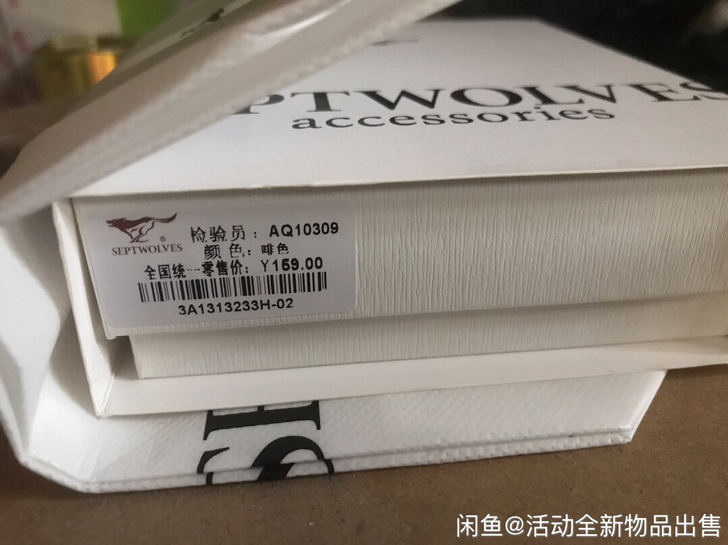 PTWOLVES
accessories
SEPTWOLVES
®
检验员：AQ10309
颜色：啡色
全国统一零售价：Y159.00
3A1313233H-02
SE
闲鱼@活动全新物品出售